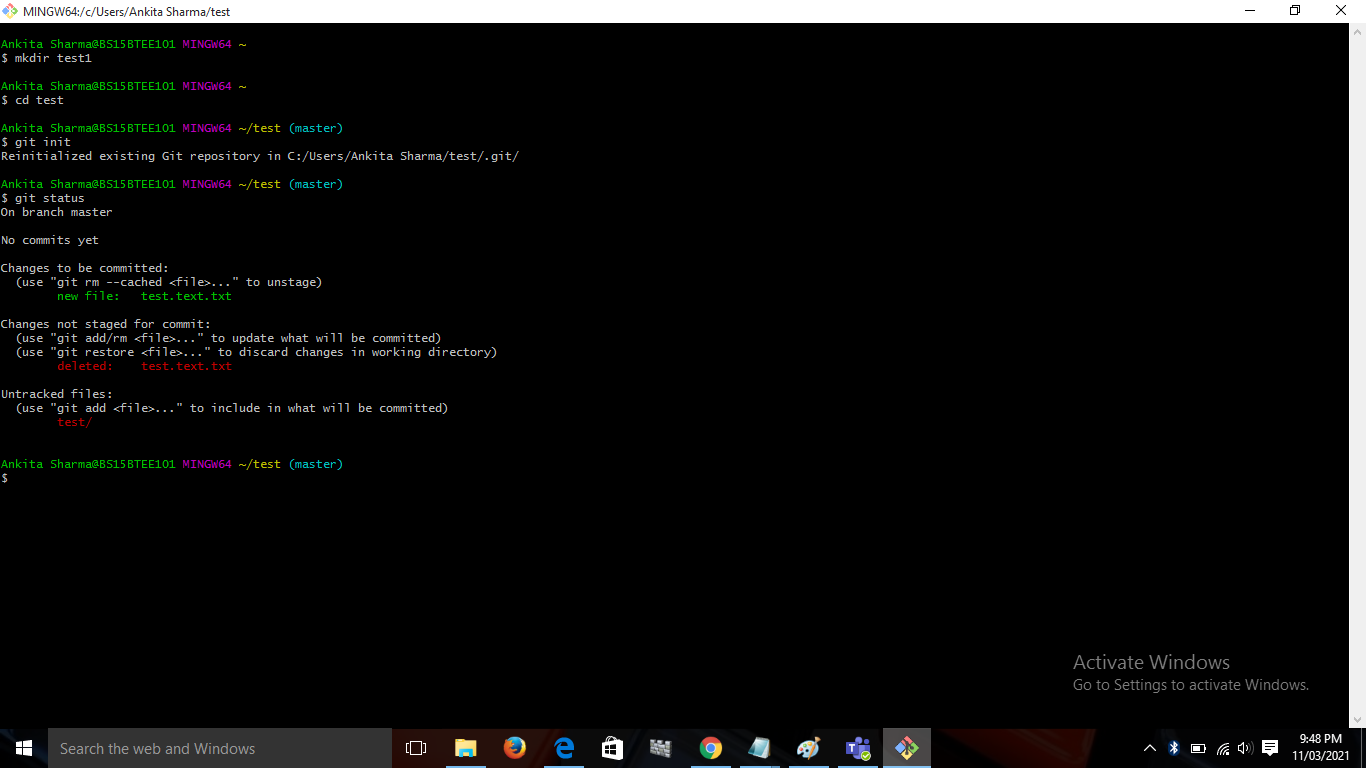 MINGW64:/c/Users/Ankita Sharma/test
Ankita Sharma@BS15BTEE101 MINGW64 ~
$ mkdir test1
Ankita Sharma@BS15BTEE101 MINGW64 ~
$ cd test
Ankita Sharma@BS15BTEE101 MINGW64 ~/test (master)
$ git init
Reinitialized existing Git repository in C:/Users/Ankita Sharma/test/.git/
Ankita Sharma@BS15BTEE101 MINGW64 ~/test (master)
$ git status
On branch master
No commits yet
Changes to be committed:
  (use "git rm --cached <file>..." to unstage)
        new file:   test.text.txt
Changes not staged for commit:
  (use "git add/rm <file>..." to update what will be committed)
  (use "git restore <file>..." to discard changes in working directory)
        deleted:    test.text.txt
Untracked files:
  (use "git add <file>..." to include in what will be committed)
        test/
Ankita Sharma@BS15BTEE101 MINGW64 ~/test (master)
$
Activate Windows
Go to Settings to activate Windows.
Search the web and Windows
9:48 PM
11/03/2021